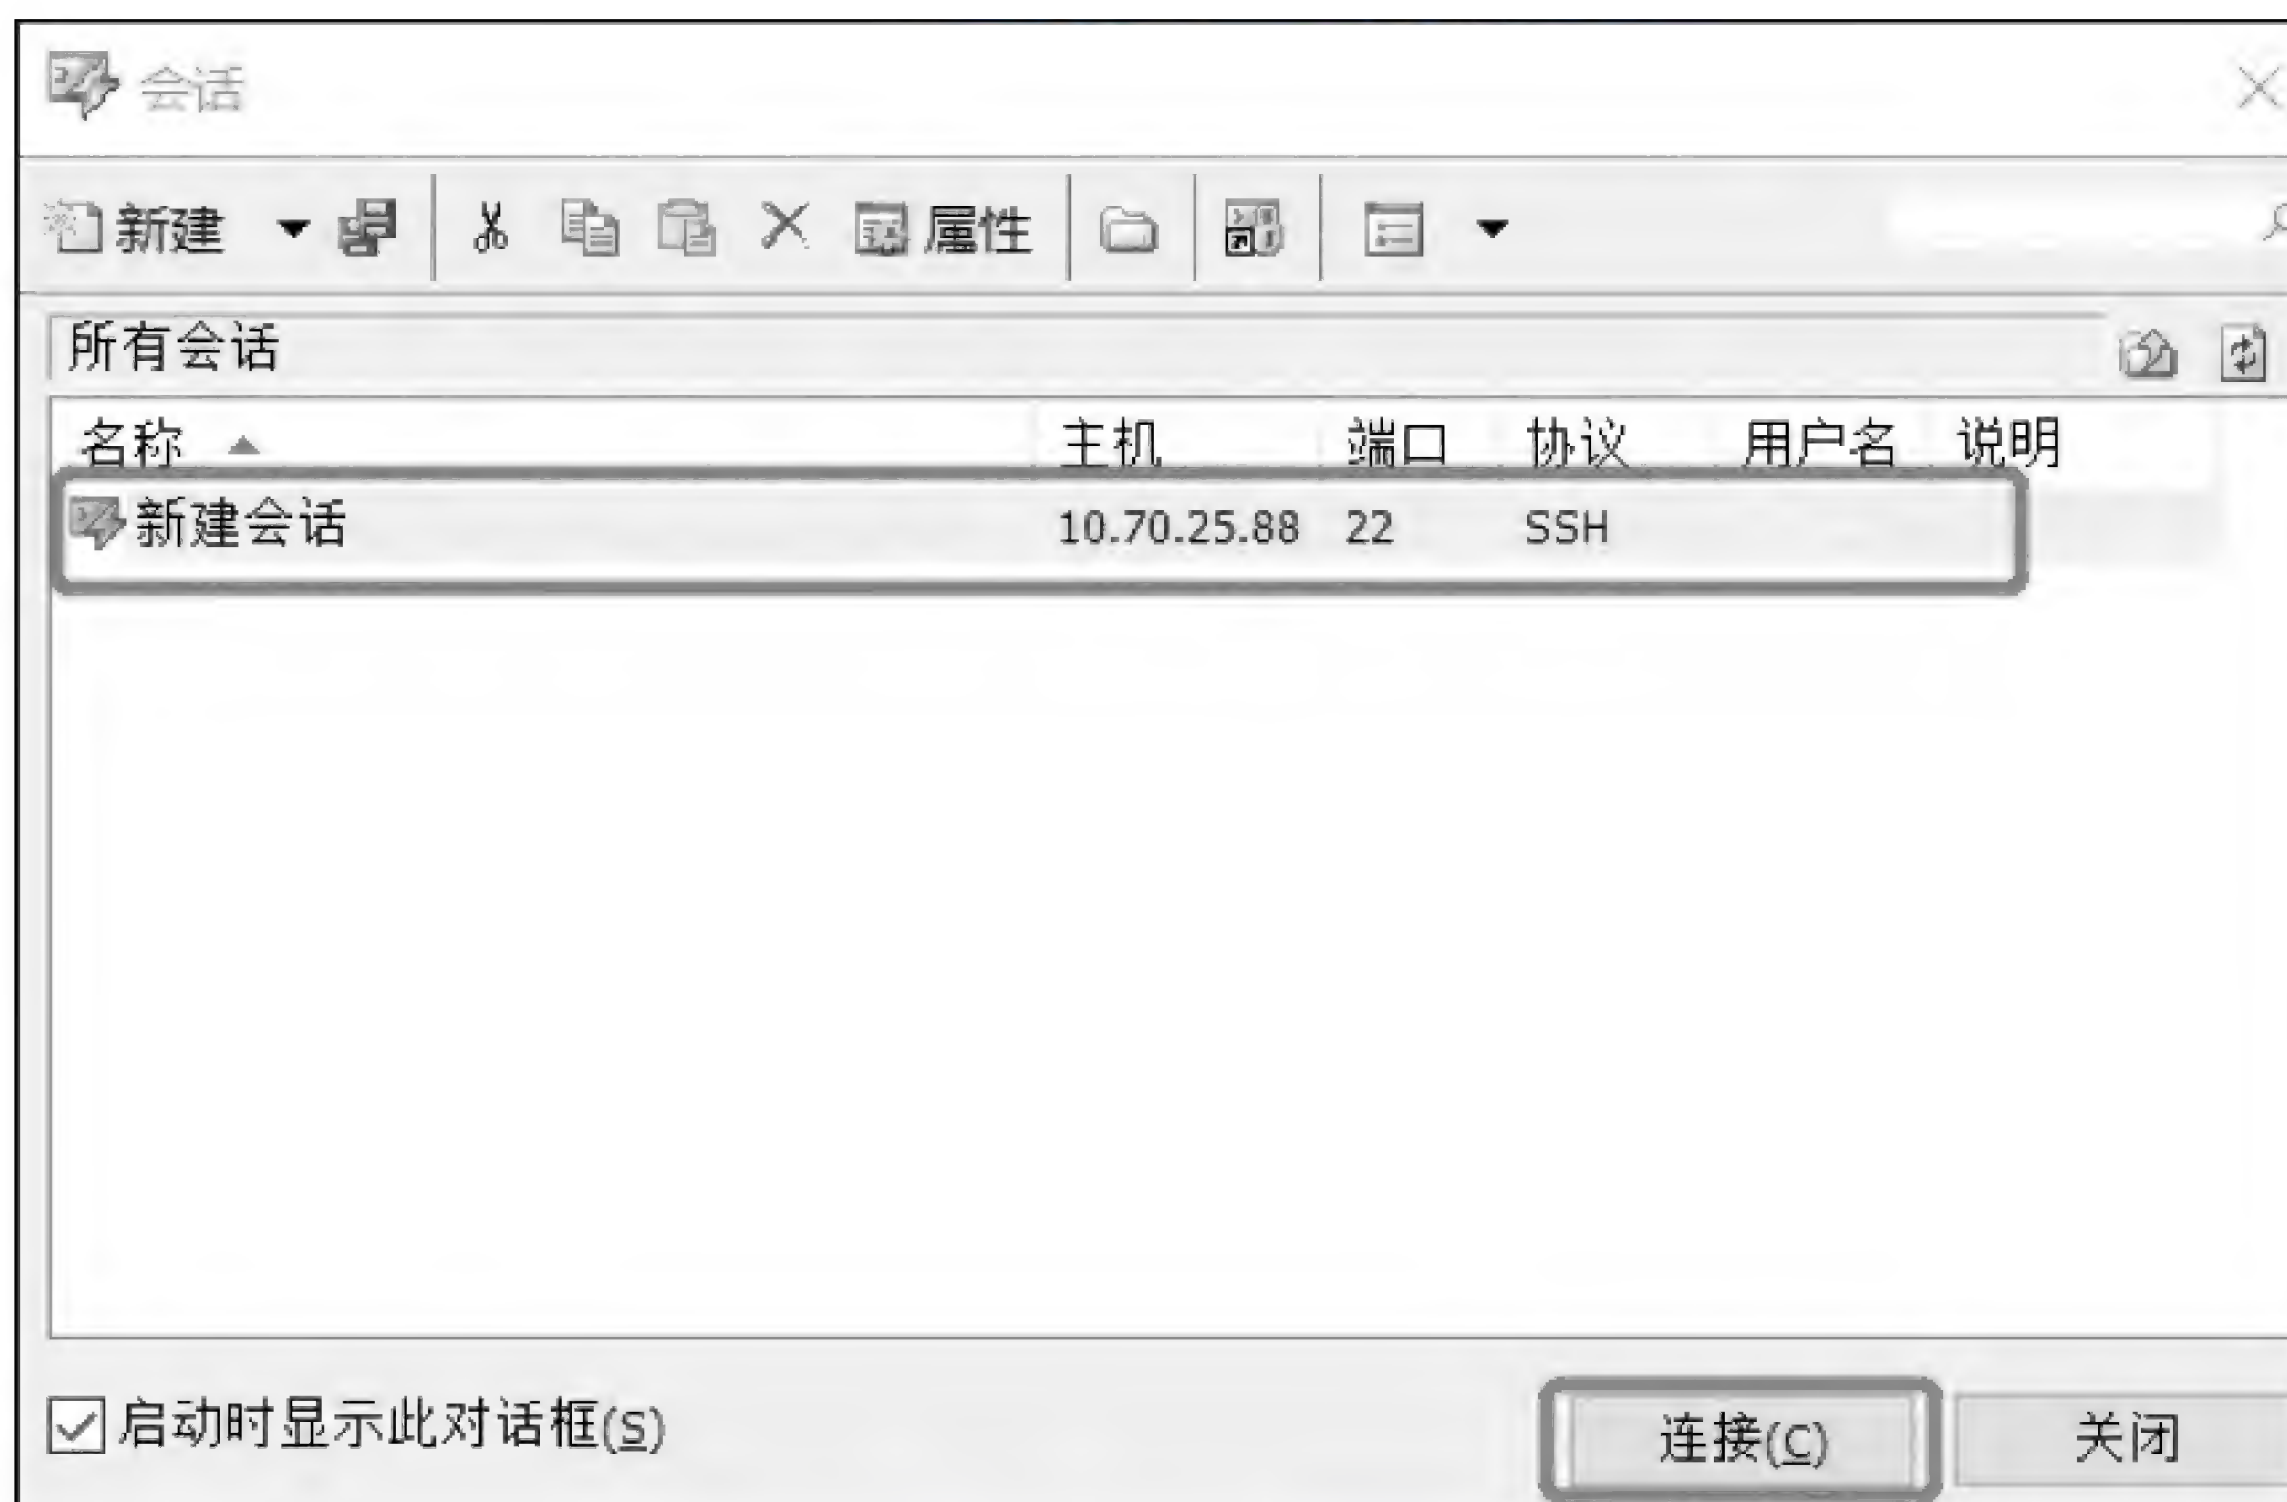 会话
新建 属性
所有会话
名称 主机 端口 协议 用户名 说明
新建会话 10.70.25.88 22 SSH
启动时显示此对话框(S) 连接(C) 关闭